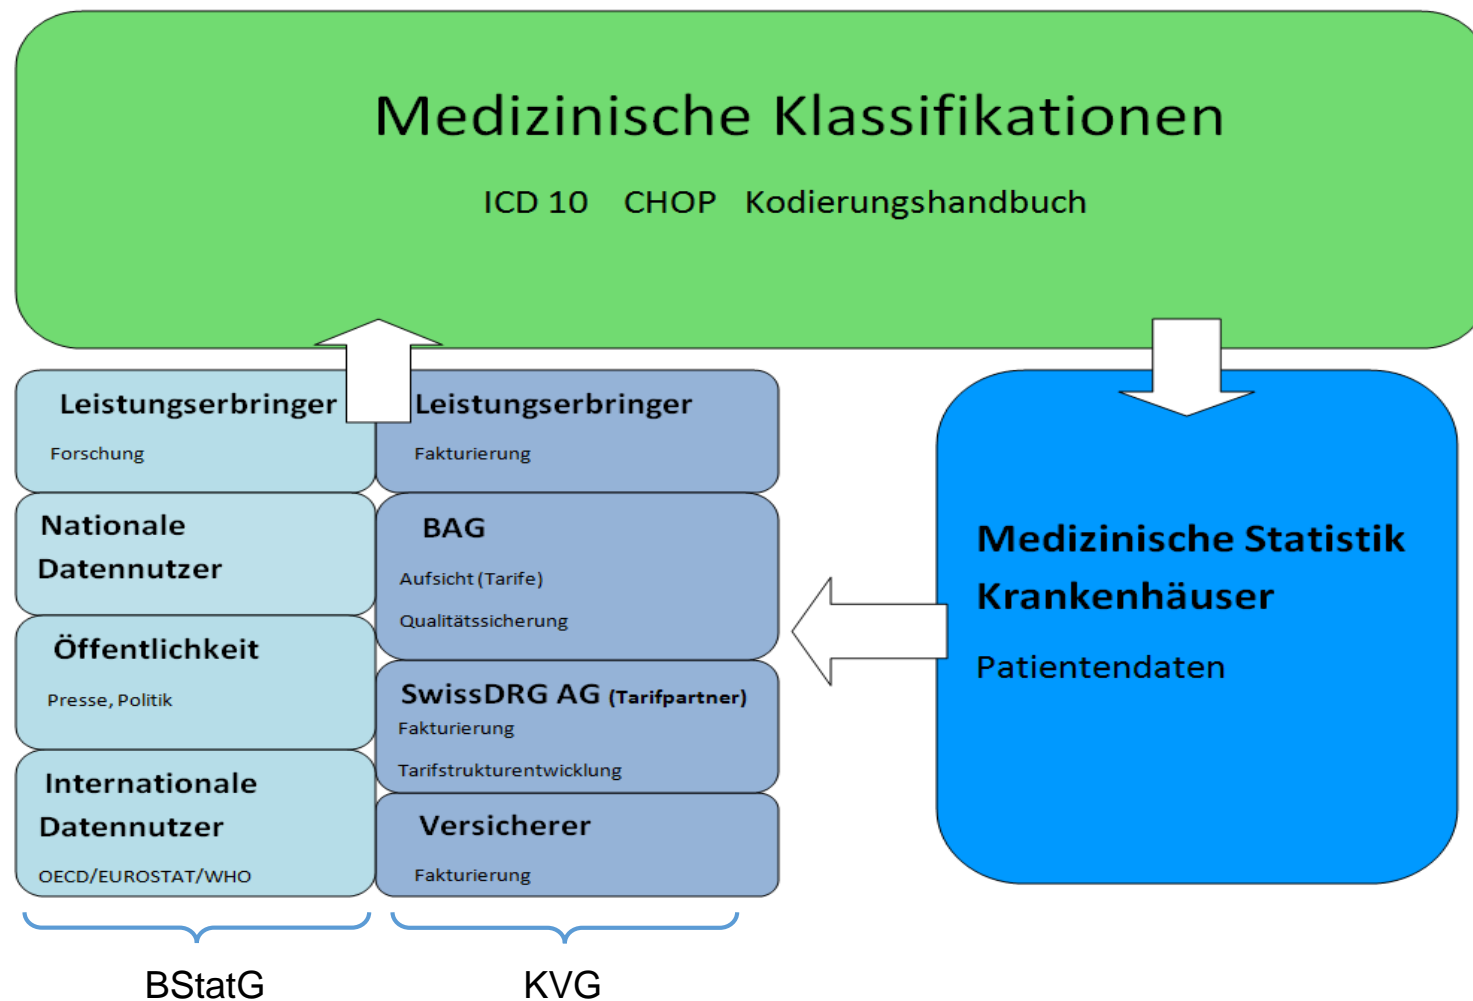 Medizinische Klassifikationen
ICD 10 CHOP Kodierungshandbuch
Leistungserbringer
Forschung
Nationale
Datennutzer
Öffentlichkeit
Presse, Politik
Internationale
Datennutzer
OECD/EUROSTAT/WHO
BStatG
Leistungserbringer
Fakturierung
BAG
Aufsicht (Tarife)
Qualitätssicherung
SwissDRG AG (Tarifpartner)
Fakturierung
Tarifstrukturentwicklung
Versicherer
Fakturierung
KVG
Medizinische Statistik
Krankenhäuser
Patientendaten